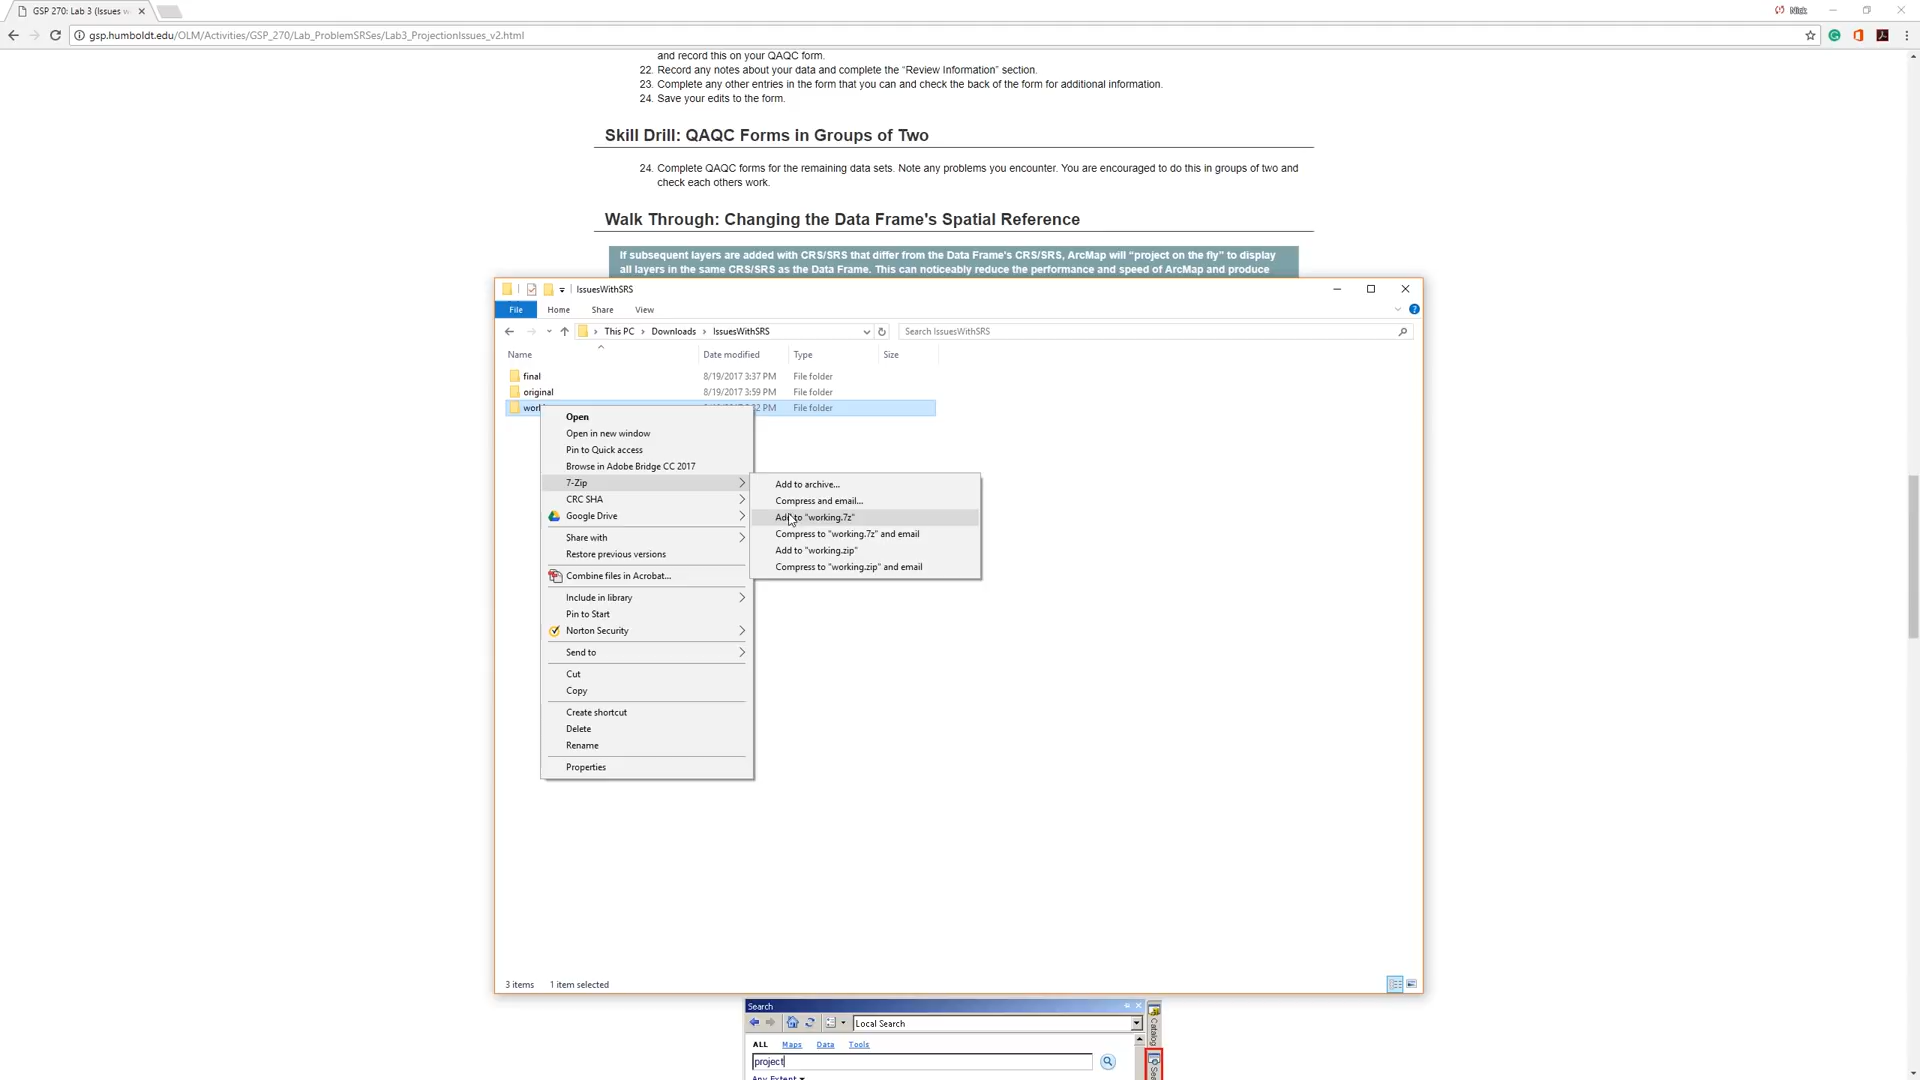 GSP 270: Lab 3 (Issues w
Nick
gsp.humboldt.edu/OLM/Activities/GSP_270/Lab_ProblemSRSes/Lab3_ProjectionIssues_v2.html
and record this on your QAQC form.
22. Record any notes about your data and complete the “Review Information” section.
23. Complete any other entries in the form that you can and check the back of the form for additional information.
24. Save your edits to the form.
Skill Drill: QAQC Forms in Groups of Two
24. Complete QAQC forms for the remaining data sets. Note any problems you encounter. You are encouraged to do this in groups of two and
check each others work.
Walk Through: Changing the Data Frame's Spatial Reference
If subsequent layers are added with CRS/SRS that differ from the Data Frame's CRS/SRS, ArcMap will “project on the fly” to display
all layers in the same CRS/SRS as the Data Frame. This can noticeably reduce the performance and speed of ArcMap and produce
IssuesWithSRS
File Home Share View
This PC Downloads IssuesWithSRS Search IssuesWithSRS
Name Date modified Type Size
final 8/19/2017 3:37 PM File folder
original 8/19/2017 3:59 PM File folder
PM File folder
Open
Open in new window
Pin to Quick access
Browse in Adobe Bridge CC 2017
7-Zip
CRC SHA
Google Drive
Share with
Restore previous versions
Combine files in Acrobat...
Include in library
Pin to Start
Norton Security
Send to
Cut
Copy
Create shortcut
Delete
Rename
Properties
Add to archive...
Compress and email...
Add to "working.7z"
Compress to "working.7z" and email
Add to "working.zip"
Compress to "working.zip" and email
3 items 1 item selected
Search
Local Search
ALL Maps Data Tools
project
Any Extent
Catalog